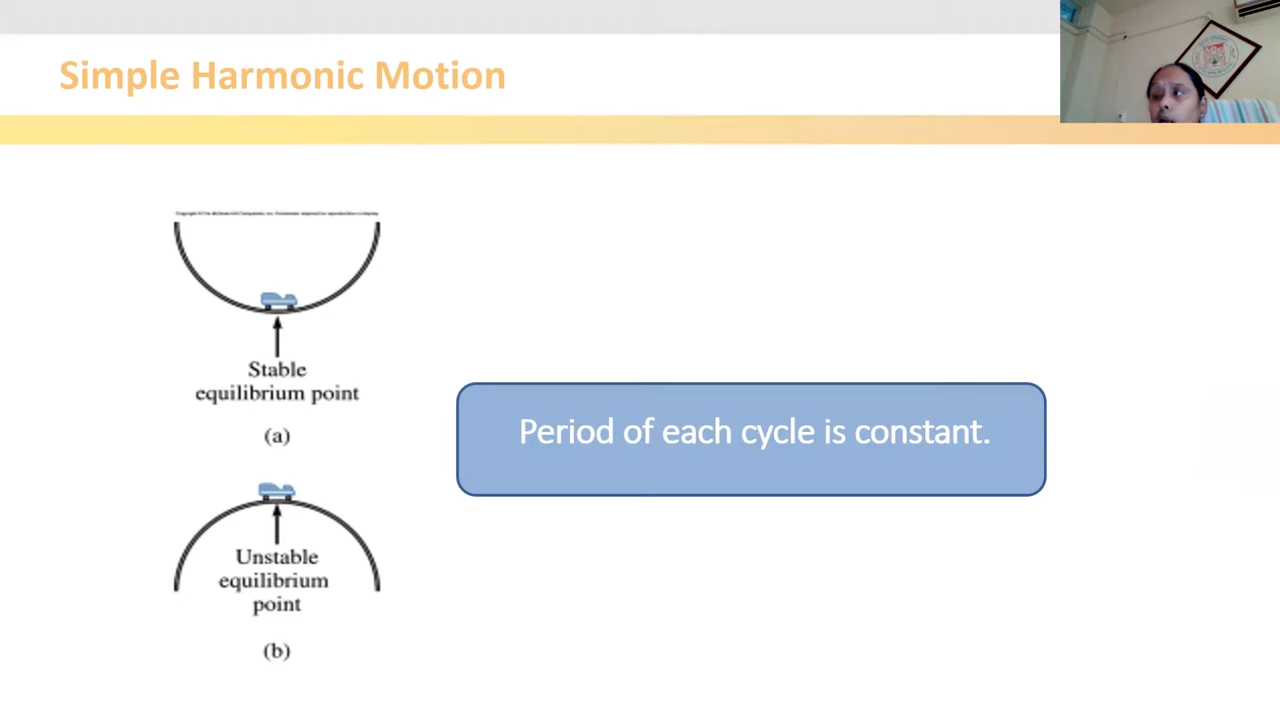 Simple Harmonic Motion
Stable
equilibrium point
(a)
Period of each cycle is constant.
Unstable
equilibrium
point
(b)